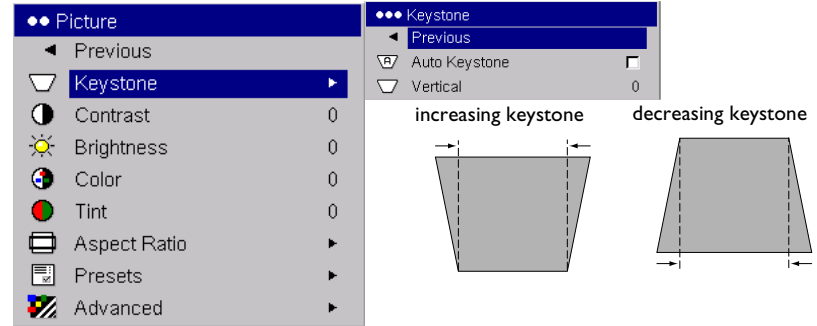 Picture
Previous
Keystone
Contrast 0
Brightness 0
Color 0
Tint 0
Aspect Ratio
Presets
Advanced
Keystone
Previous
A Auto Keystone
Vertical 0
increasing keystone
decreasing keystone